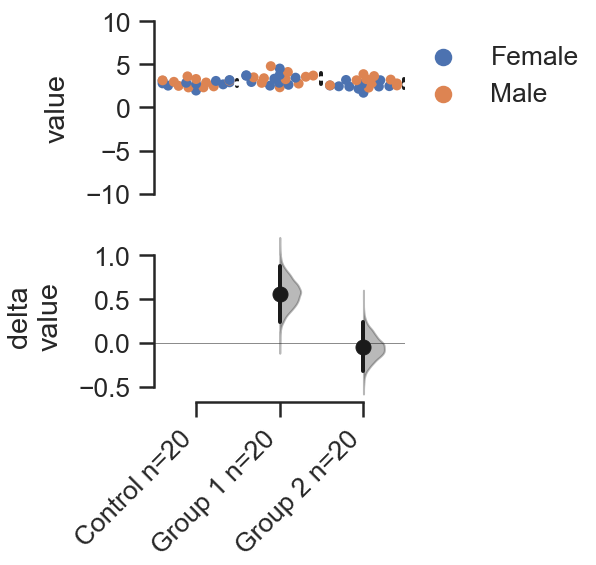 10
5
0
−5
−10
value
Female
Male
1.0
0.5
0.0
−0.5
delta
value
Control n=20
Group 1 n=20
Group 2 n=20